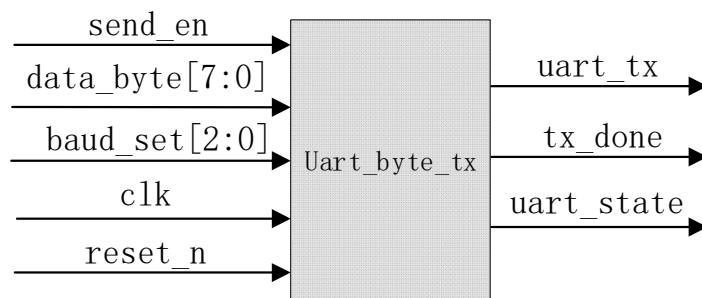 send_en
data_byte[7:0]
baud_set[2:0]
clk
reset_n
Uart_byte_tx
uart_tx
tx_done
uart_state